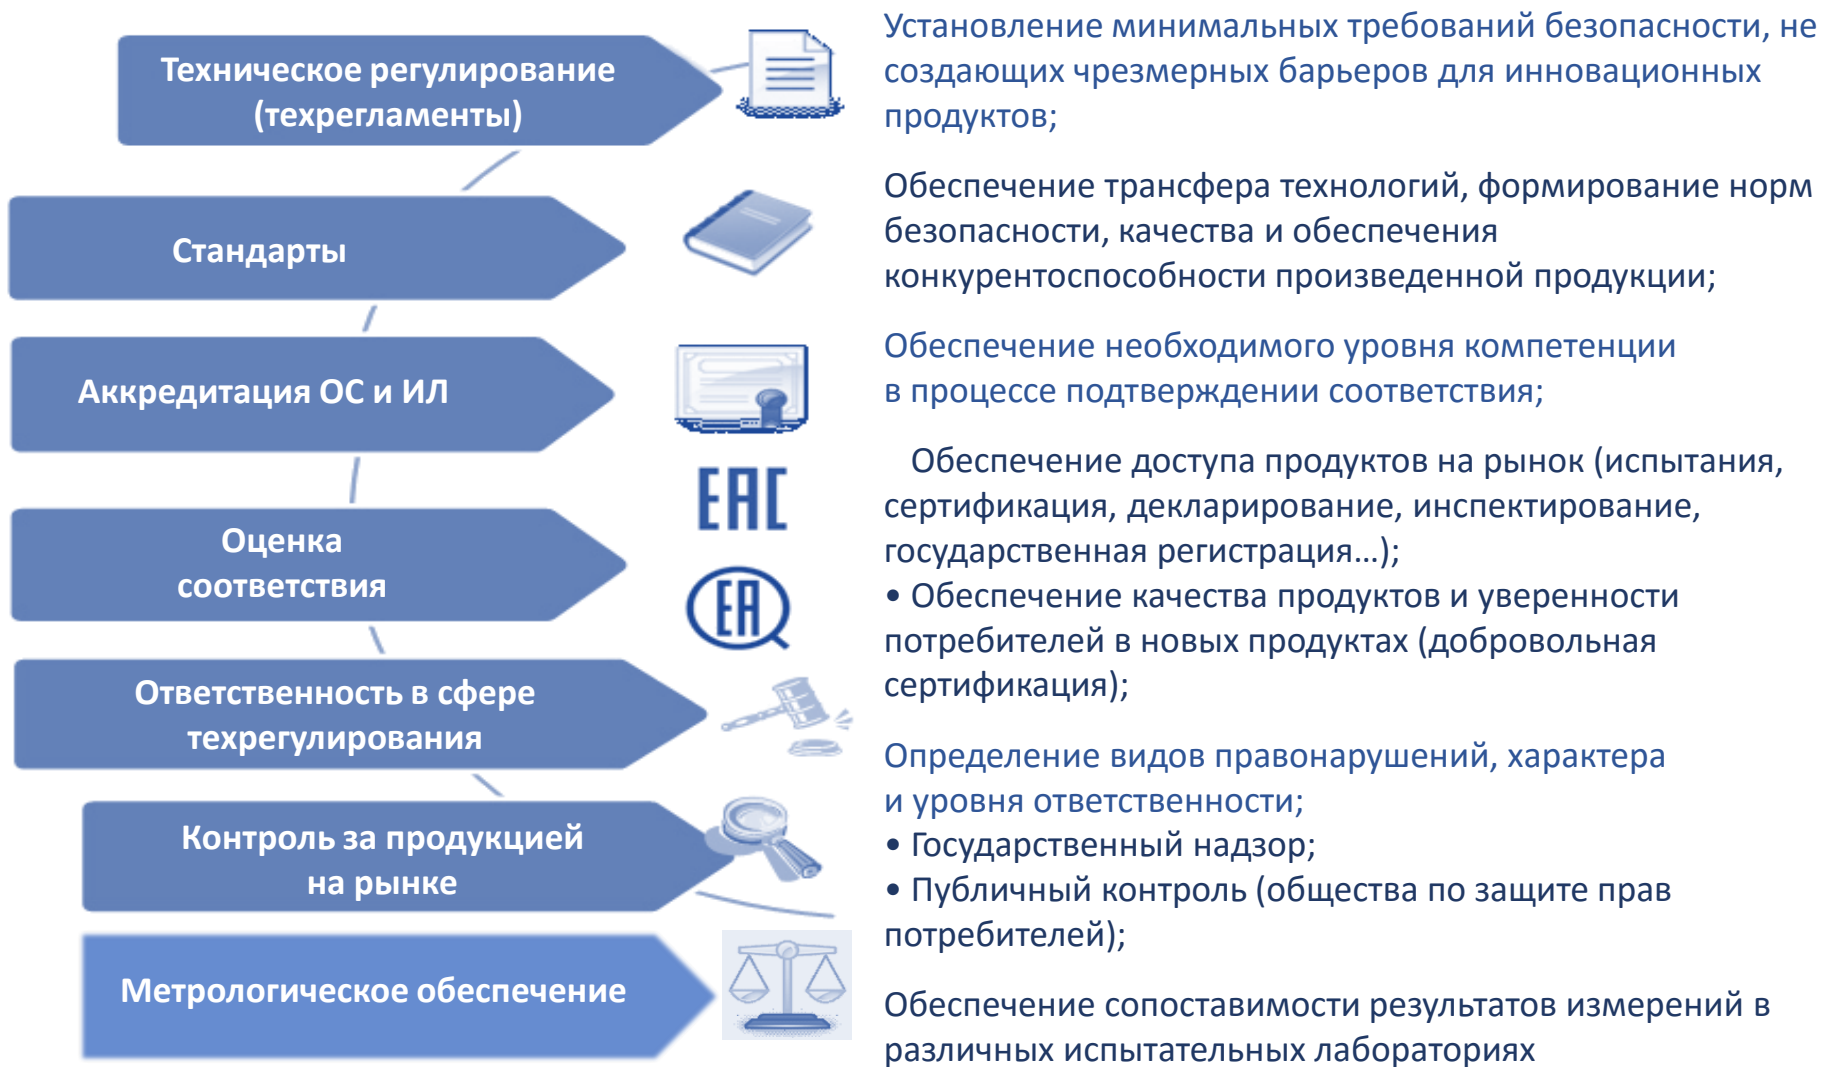 Техническое регулирование
(техрегламенты)
Установление минимальных требований безопасности, не
создающих чрезмерных барьеров для инновационных
продуктов;
Стандарты
Обеспечение трансфера технологий, формирование норм
безопасности, качества и обеспечения
конкурентоспособности произведенной продукции;
Аккредитация ОС и ИЛ
Обеспечение необходимого уровня компетенции
в процессе подтверждении соответствия;
Оценка
соответствия
EAC
EA
Обеспечение доступа продуктов на рынок (испытания,
сертификация, декларирование, инспектирование,
государственная регистрация…);
• Обеспечение качества продуктов и уверенности
потребителей в новых продуктах (добровольная
сертификация);
Ответственность в сфере
техрегулирования
Определение видов правонарушений, характера
и уровня ответственности;
Контроль за продукцией
на рынке
• Государственный надзор;
• Публичный контроль (общества по защите прав
потребителей);
Метрологическое обеспечение
Обеспечение сопоставимости результатов измерений в
различных испытательных лабораториях